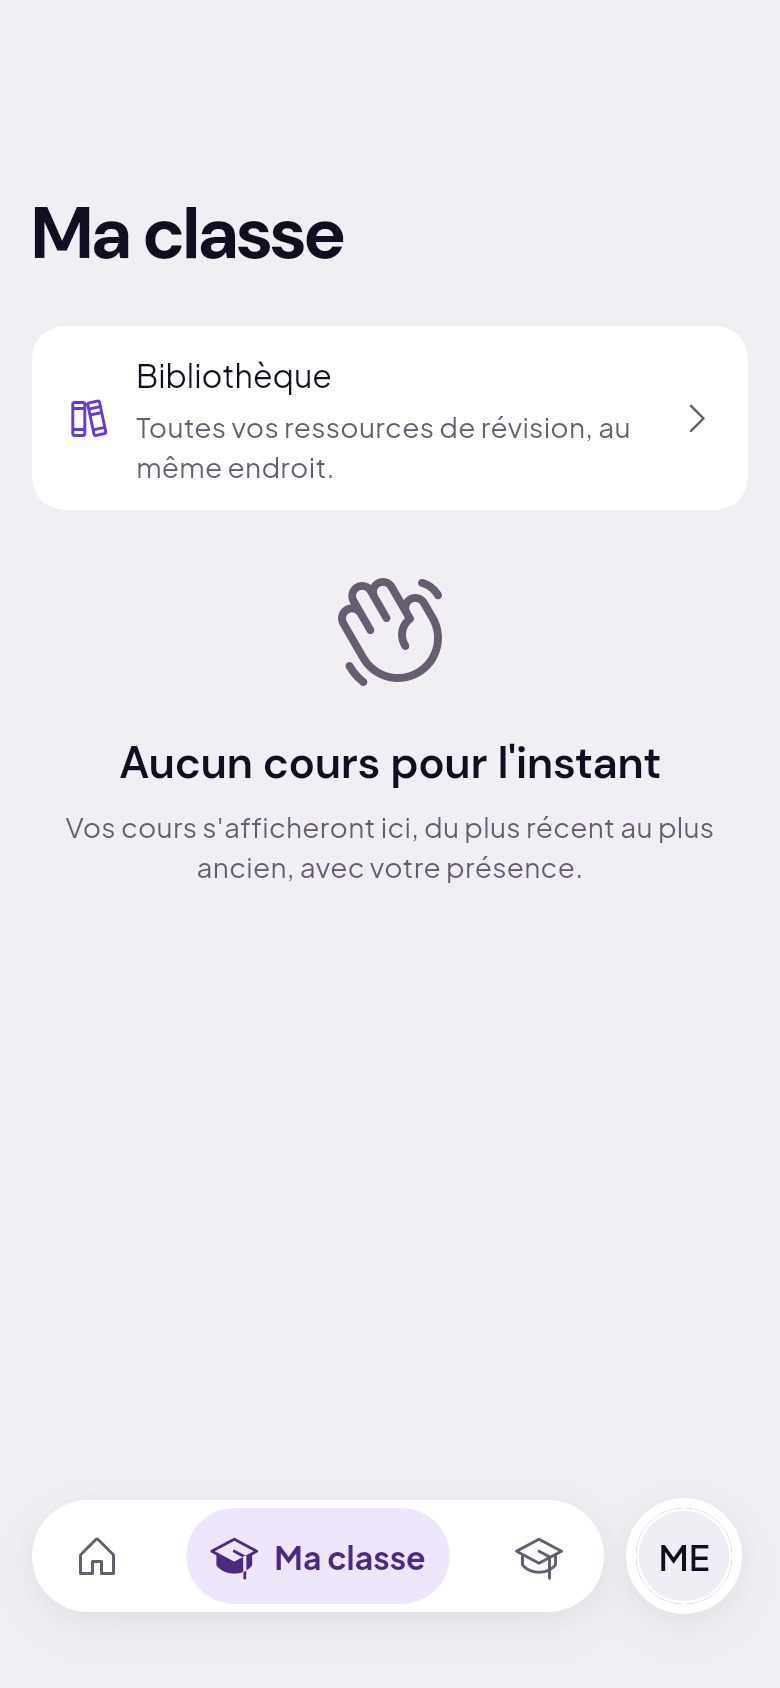 Ma classe
Bibliothèque
Toutes vos ressources de révision, au
même endroit.
Aucun cours pour l'instant
Vos cours s'afficheront ici, du plus récent au plus
ancien, avec votre présence.
Ma classe
ME